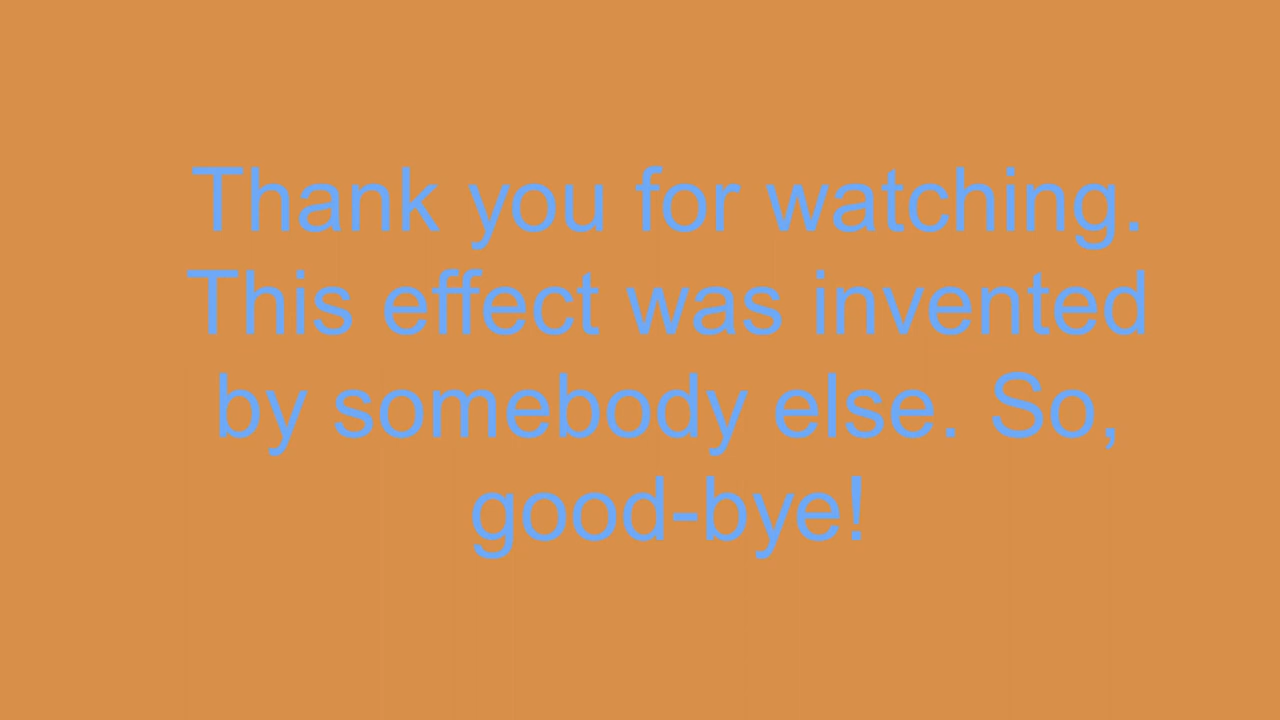 Thank you for watching.
This effect was invented
by somebody else. So,
good-bye!